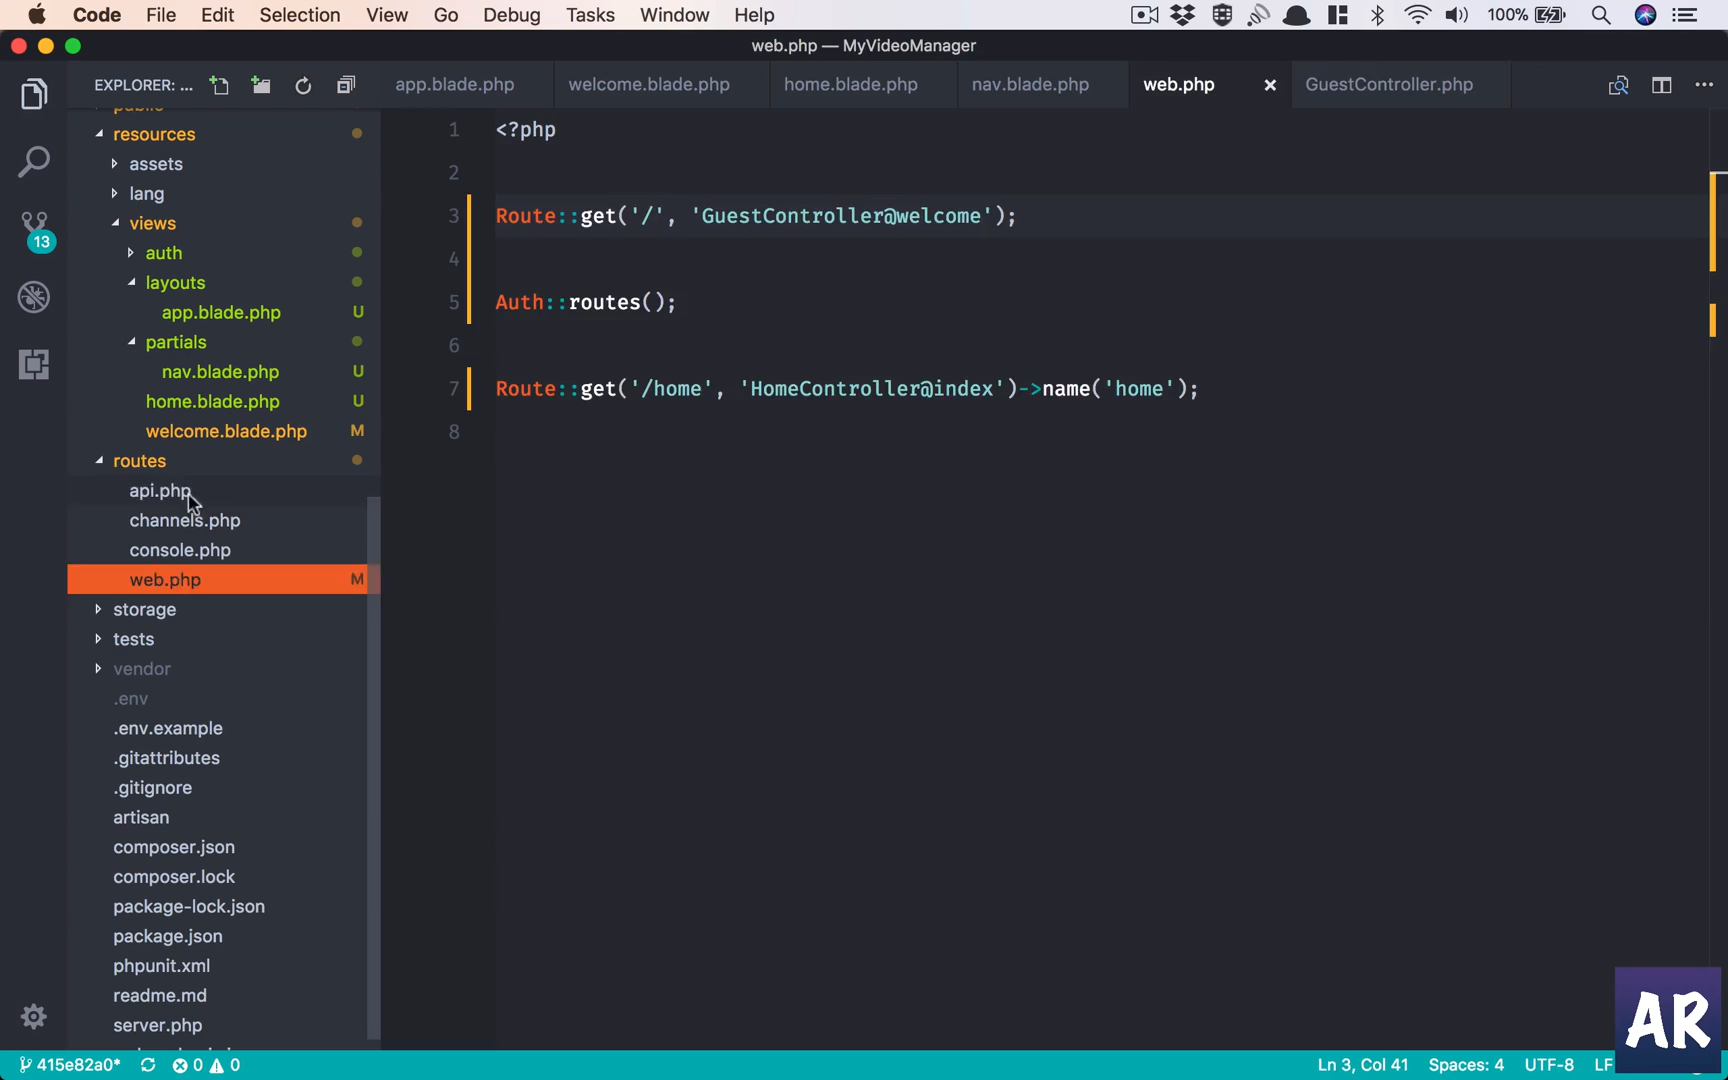 Code File Edit Selection View Go Debug Tasks Window Help 100%
web.php — MyVideoManager
EXPLORER: ...
app.blade.php welcome.blade.php home.blade.php nav.blade.php web.php GuestController.php
public
resources
assets
lang
views
13
auth
layouts
app.blade.php U
partials
nav.blade.php U
home.blade.php U
welcome.blade.php M
routes
api.php
channels.php
console.php
web.php M
storage
tests
vendor
.env
.env.example
.gitattributes
.gitignore
artisan
composer.json
composer.lock
package-lock.json
package.json
phpunit.xml
readme.md
server.php
1 <?php
2
3 Route::get('/', 'GuestController@welcome');
4
5 Auth::routes();
6
7 Route::get('/home', 'HomeController@index')->name('home');
8
AR
415e82a0* 0 0 Ln 3, Col 41 Spaces: 4 UTF-8 LF